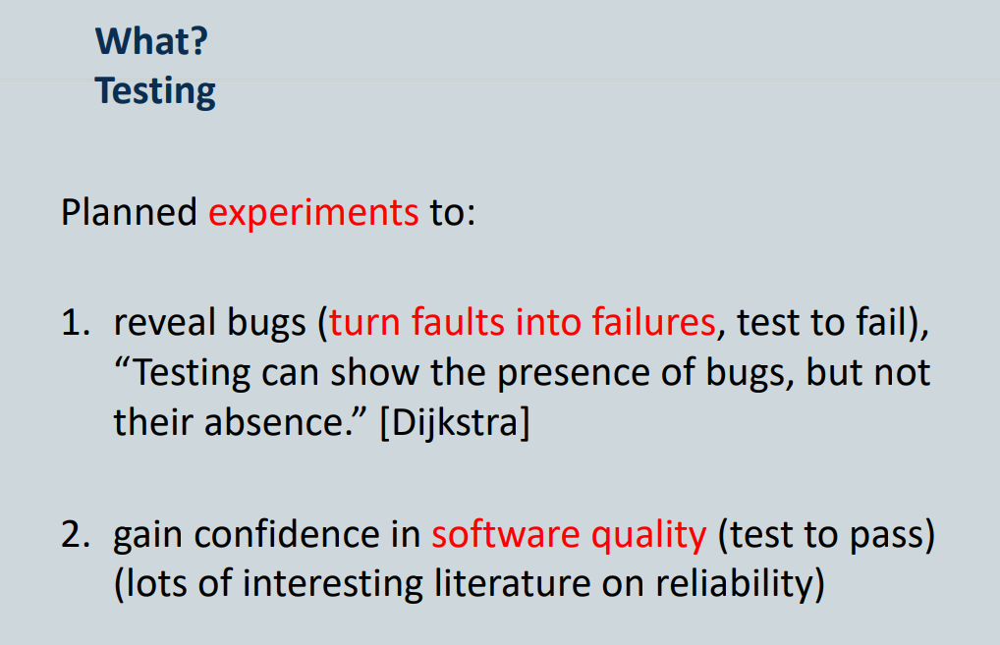 What?
Testing
Planned experiments to:
1. reveal bugs (turn faults into failures, test to fail),
“Testing can show the presence of bugs, but not
their absence.” [Dijkstra]
2. gain confidence in software quality (test to pass)
(lots of interesting literature on reliability)